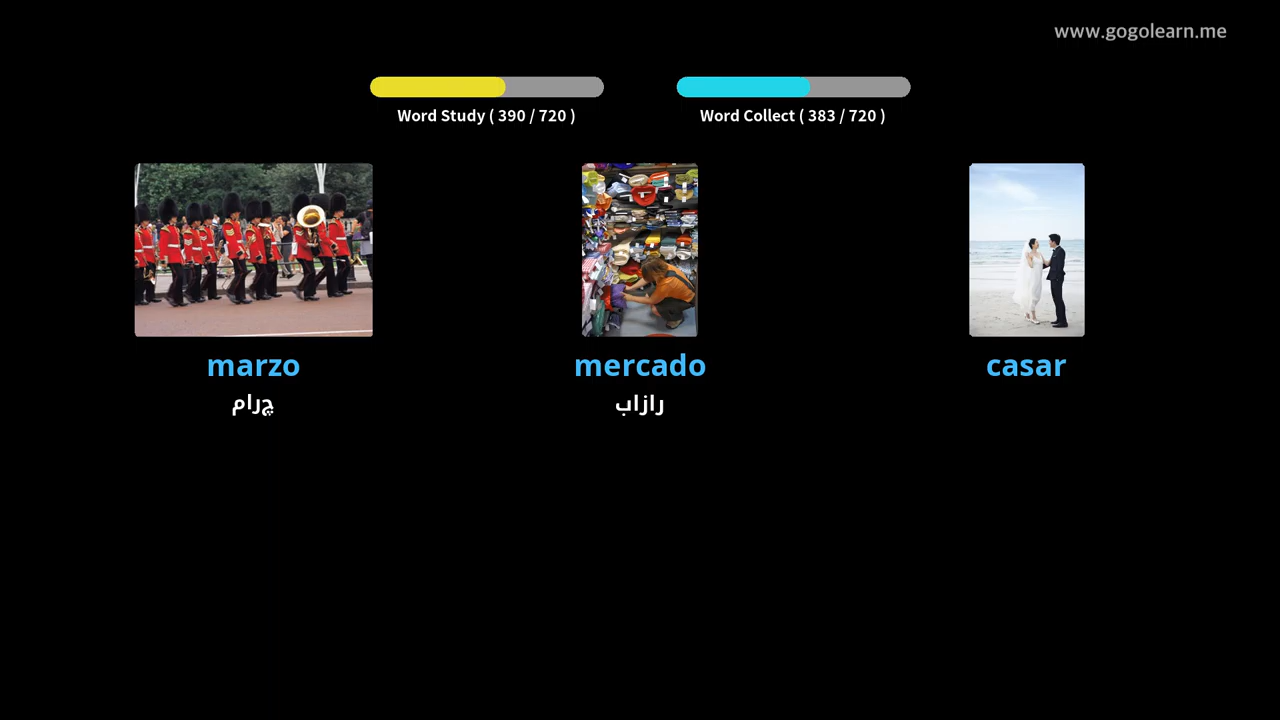 www.gogolearn.me
Word Study ( 390 / 720 )
Word Collect ( 383 / 720 )
marzo
چرام
mercado
رازاب
casar